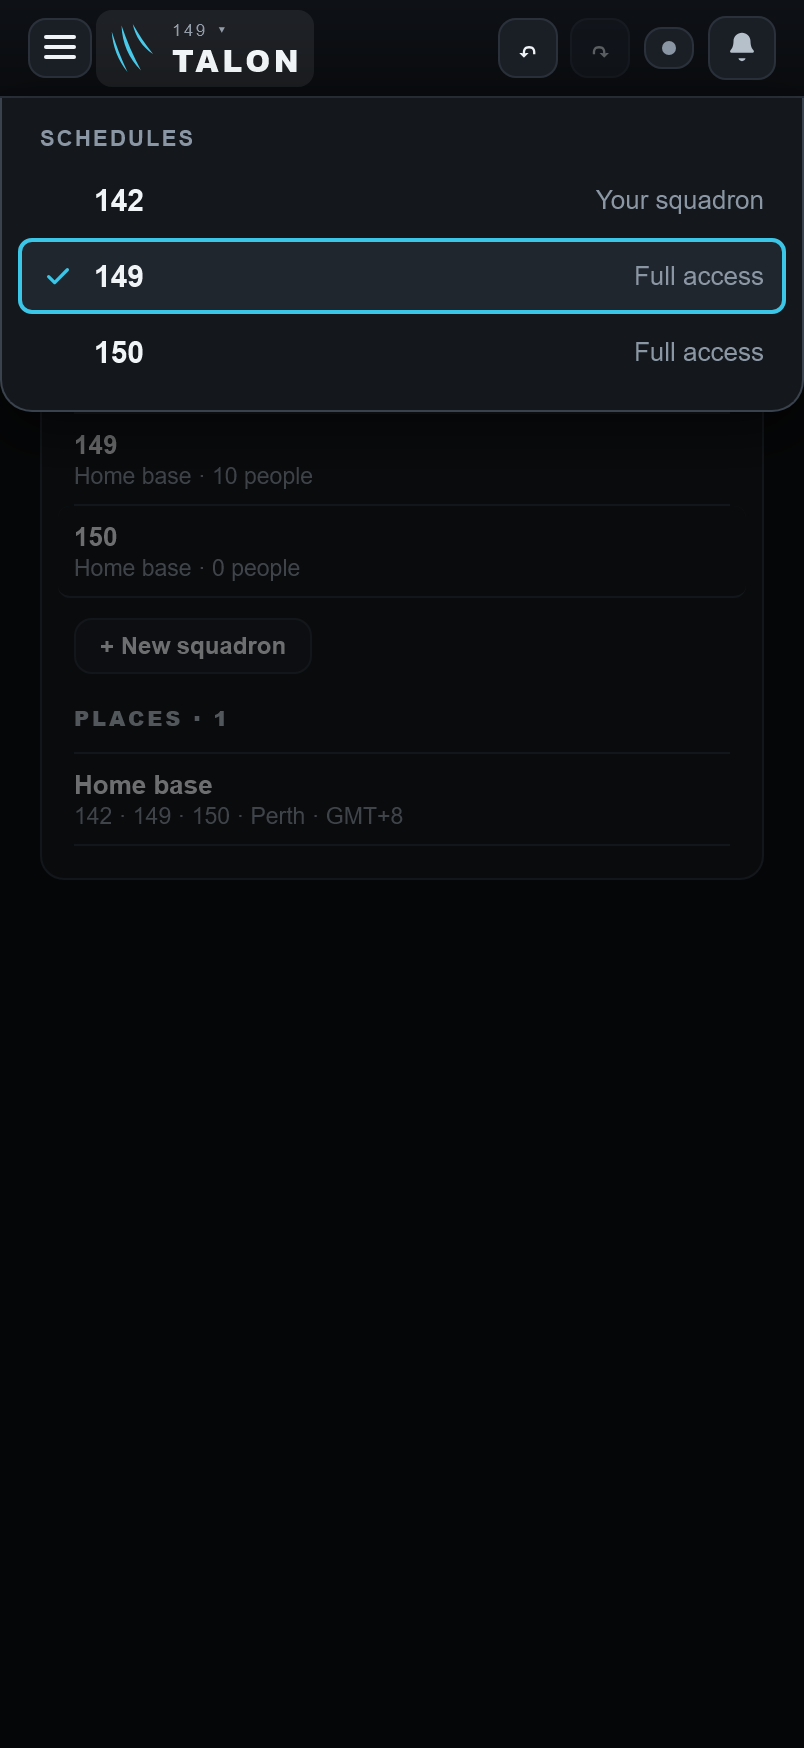 149 ▾
TALON
SCHEDULES
142 Your squadron
149 Full access
150 Full access
149
Home base · 10 people
150
Home base · 0 people
+ New squadron
PLACES · 1
Home base
142 · 149 · 150 · Perth · GMT+8